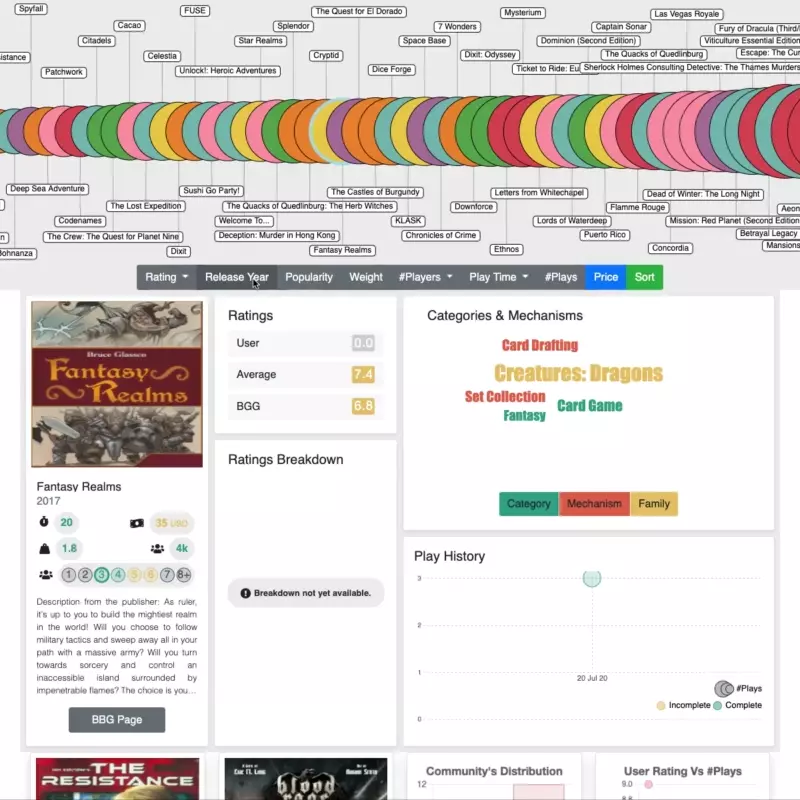 Spyfall
FUSE
The Quest for El Dorado
Mysterium
Las Vegas Royale
Cacao
Splendor
7 Wonders
Captain Sonar
Fury of Dracula (Third/
Citadels
Star Realms
Space Base
Dominion (Second Edition)
Viticulture Essential Edition
sistance
Celestia
Cryptid
Dixit: Odyssey
The Quacks of Quedlinburg
Escape: The Cur
Patchwork
Unlock!: Heroic Adventures
Dice Forge
Ticket to Ride: Eu
Sherlock Holmes Consulting Detective: The Thames Murders
Deep Sea Adventure
Sushi Go Party!
The Castles of Burgundy
Letters from Whitechapel
Dead of Winter: The Long Night
The Lost Expedition
The Quacks of Quedlinburg: The Herb Witches
Downforce
Flamme Rouge
Aeon
Codenames
Welcome To...
KLASK
Lords of Waterdeep
Mission: Red Planet (Second Edition
n
The Crew: The Quest for Planet Nine
Deception: Murder in Hong Kong
Chronicles of Crime
Puerto Rico
Betrayal Legacy
Bohnanza
Dixit
Fantasy Realms
Ethnos
Concordia
Mansions
Rating
Release Year
Popularity
Weight
#Players
Play Time
#Plays
Price
Sort
Bruce Glassco
Fantasy
Realms
Fantasy Realms
2017
20
35 USD
1.8
4k
1 2 3 4 5 6 7 8+
Description from the publisher: As ruler,
it's up to you to build the mightiest realm
in the world! Will you choose to follow
military tactics and sweep away all in your
path with a massive army? Will you turn
towards sorcery and control an
inaccessible island surrounded by
impenetrable flames? The choice is you...
BBG Page
Ratings
User 0.0
Average 7.4
BGG 6.8
Ratings Breakdown
Breakdown not yet available.
Categories & Mechanisms
Card Drafting
Creatures: Dragons
Set Collection
Card Game
Fantasy
Category
Mechanism
Family
Play History
3
2
1
0
20 Jul 20
#Plays
Incomplete
Complete
THE
RESISTANCE
Eric M. Lang
blood
rage
Community's Distribution
12
User Rating Vs #Plays
9.0